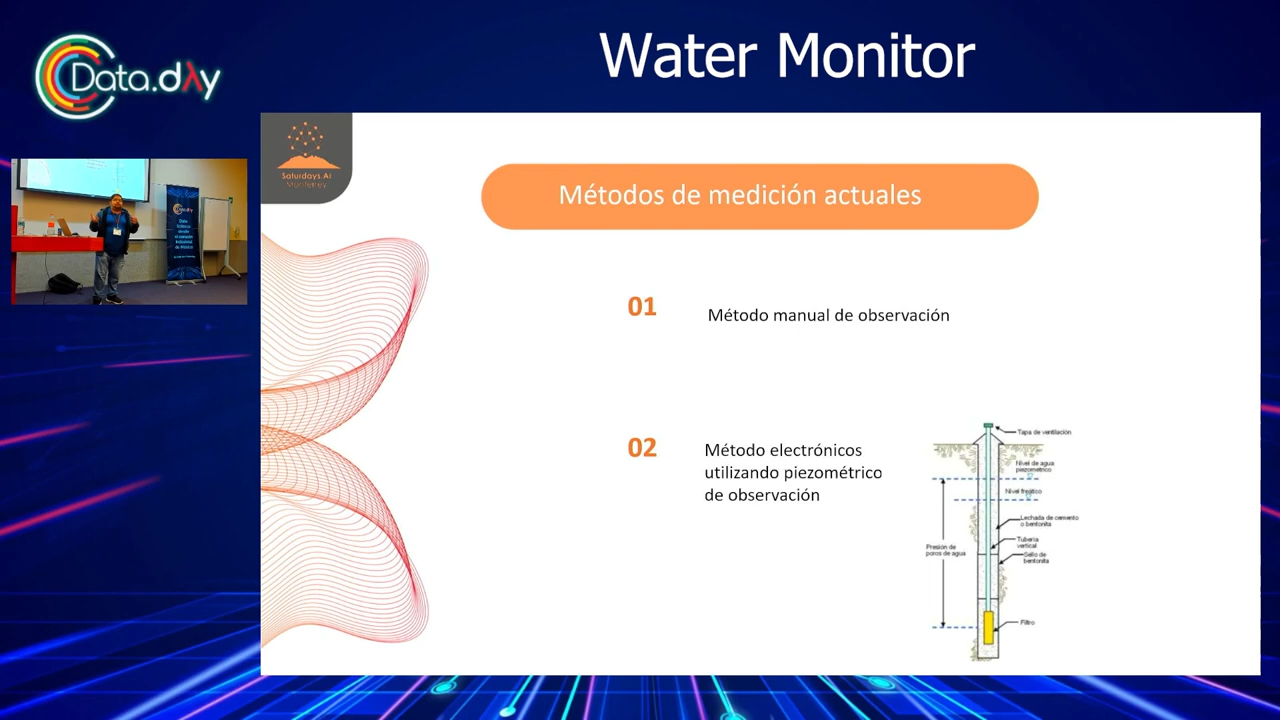 Water Monitor
Data.dλy
Saturdays.AI
Monterrey
Métodos de medición actuales
01
Método manual de observación
02
Método electrónicos
utilizando piezométrico
de observación
Tapa de ventilación
Nivel de agua
piezométrico
Nivel freático
Lechada de cemento
o bentonita
Tubería
vertical
Sello de
bentonita
Presión de
poros de agua
Filtro